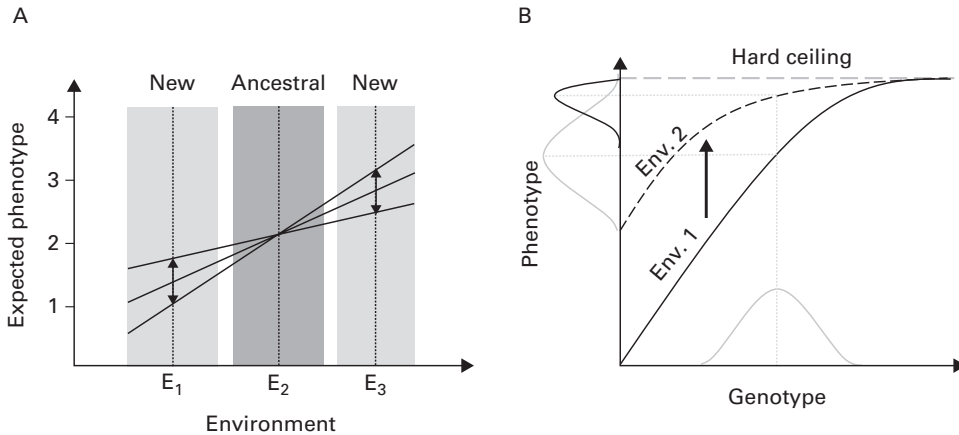 A
New
Ancestral
New
Expected phenotype
4
3
2
1
E1
E2
E3
Environment
B
Hard ceiling
Phenotype
Env. 2
Env. 1
Genotype